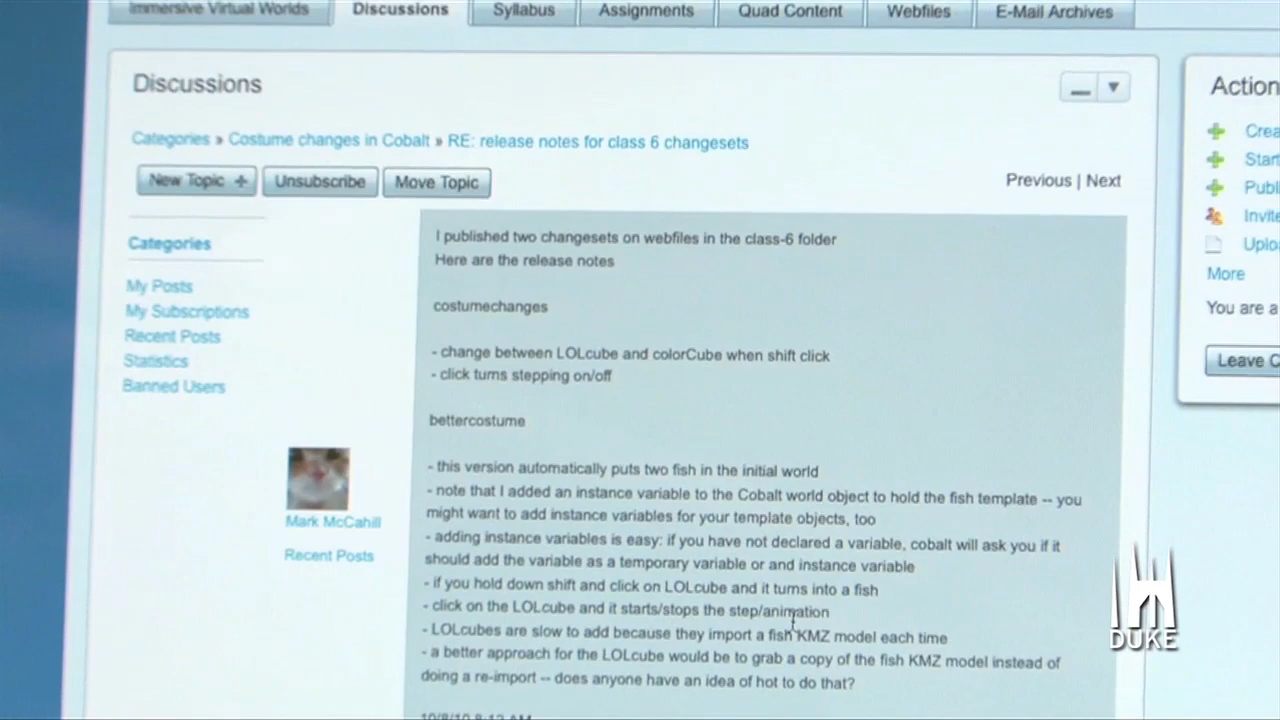 Immersive Virtual Worlds
Discussions
Syllabus
Assignments
Quad Content
Webfiles
E-Mail Archives
Discussions
Categories » Costume changes in Cobalt » RE: release notes for class 6 changesets
New Topic +
Unsubscribe
Move Topic
Previous | Next
Categories
My Posts
My Subscriptions
Recent Posts
Statistics
Banned Users
Mark McCahill
Recent Posts
I published two changesets on webfiles in the class-6 folder
Here are the release notes
costumechanges
- change between LOLcube and colorCube when shift click
- click turns stepping on/off
bettercostume
- this version automatically puts two fish in the initial world
- note that I added an instance variable to the Cobalt world object to hold the fish template -- you
might want to add instance variables for your template objects, too
- adding instance variables is easy: if you have not declared a variable, cobalt will ask you if it
should add the variable as a temporary variable or and instance variable
- if you hold down shift and click on LOLcube and it turns into a fish
- click on the LOLcube and it starts/stops the step/animation
- LOLcubes are slow to add because they import a fish KMZ model each time
- a better approach for the LOLcube would be to grab a copy of the fish KMZ model instead of
doing a re-import -- does anyone have an idea of hot to do that?
Action
Crea
Start
Publi
Invite
Uplo
More
You are a
Leave C
DUKE